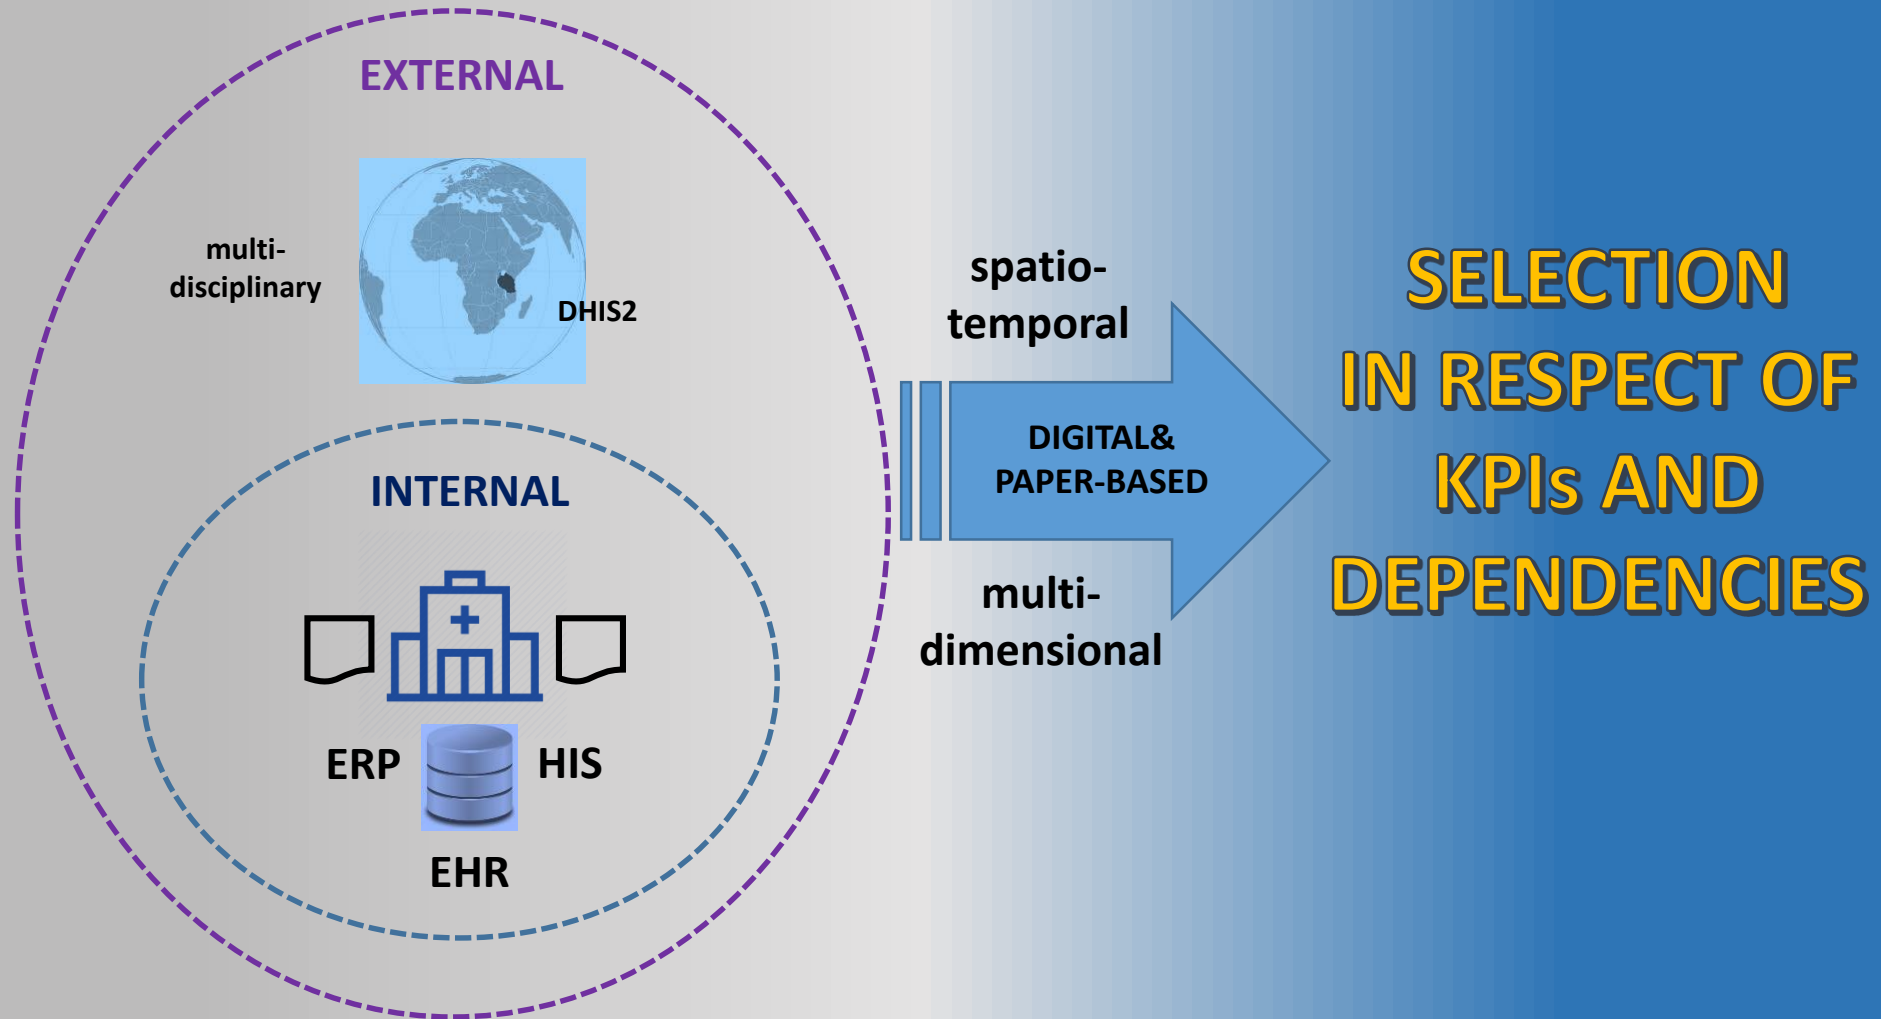 EXTERNAL
multi-
disciplinary
DHIS2
INTERNAL
ERP
HIS
EHR
spatio-
temporal
DIGITAL&
PAPER-BASED
multi-
dimensional
SELECTION
IN RESPECT OF
KPIs AND
DEPENDENCIES